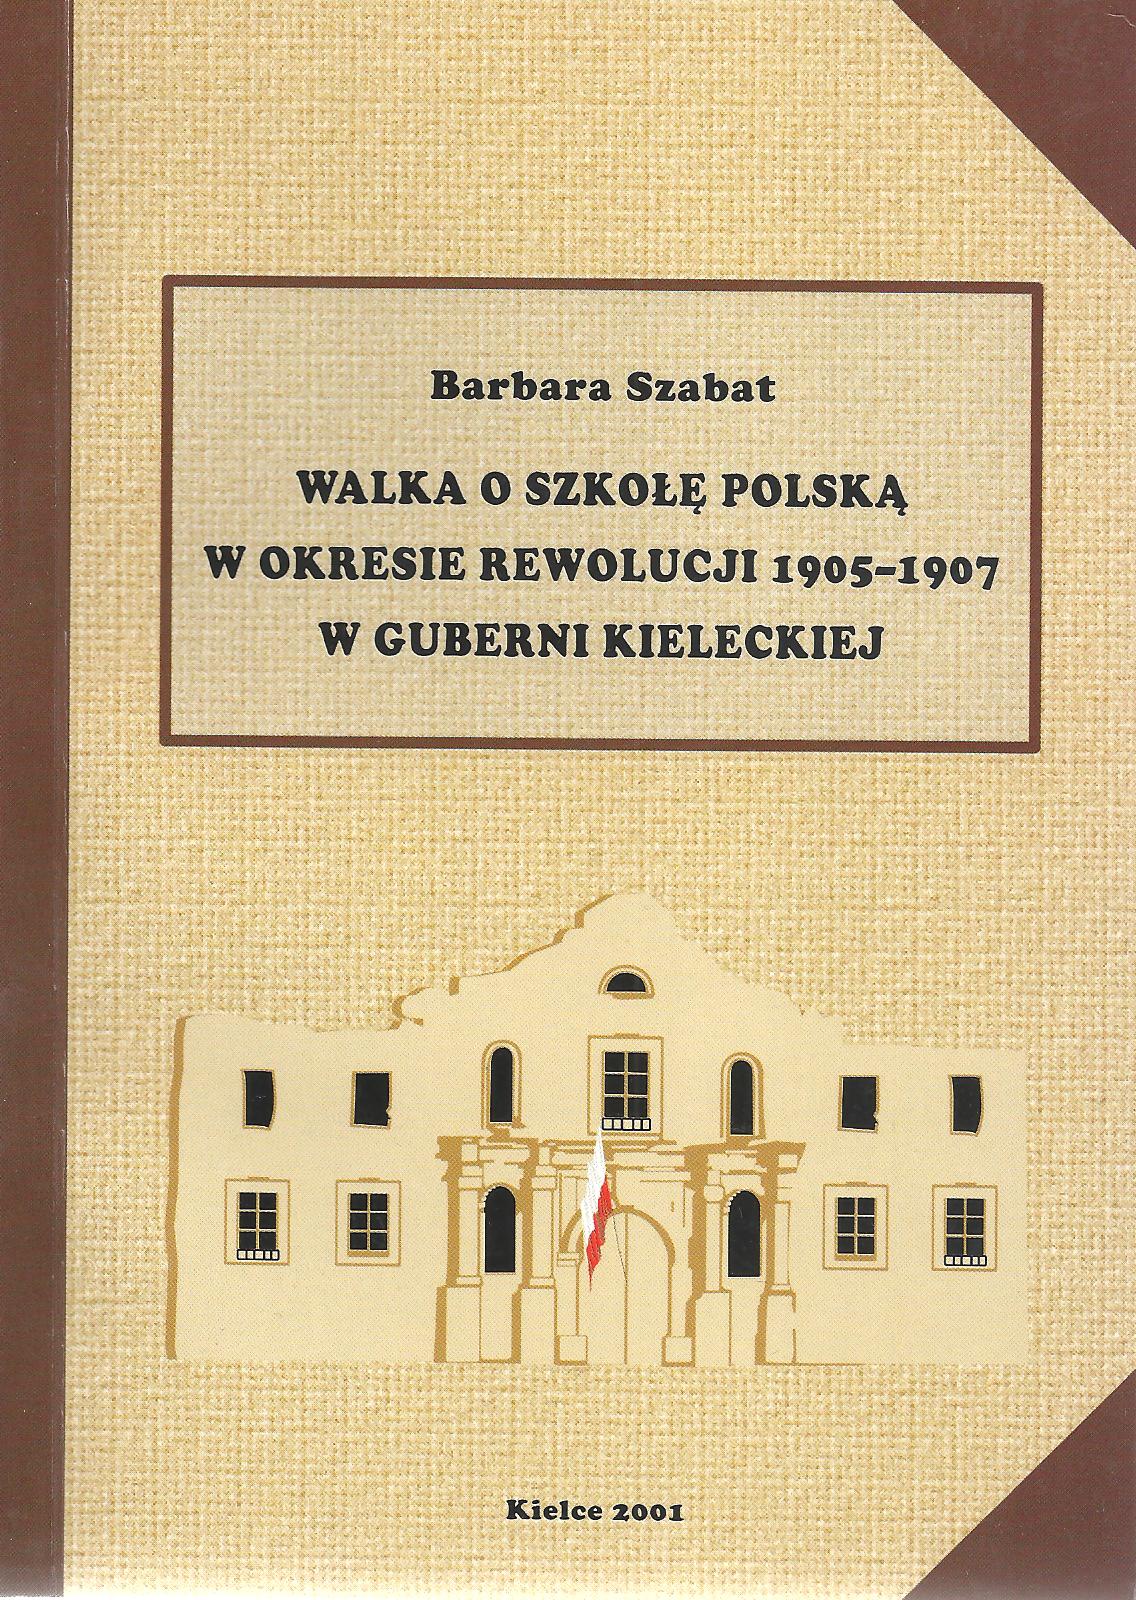 Barbara Szabat
WALKA O SZKOŁĘ POLSKĄ
W OKRESIE REWOLUCJI 1905-1907
W GUBERNI KIELECKIEJ
Kielce 2001